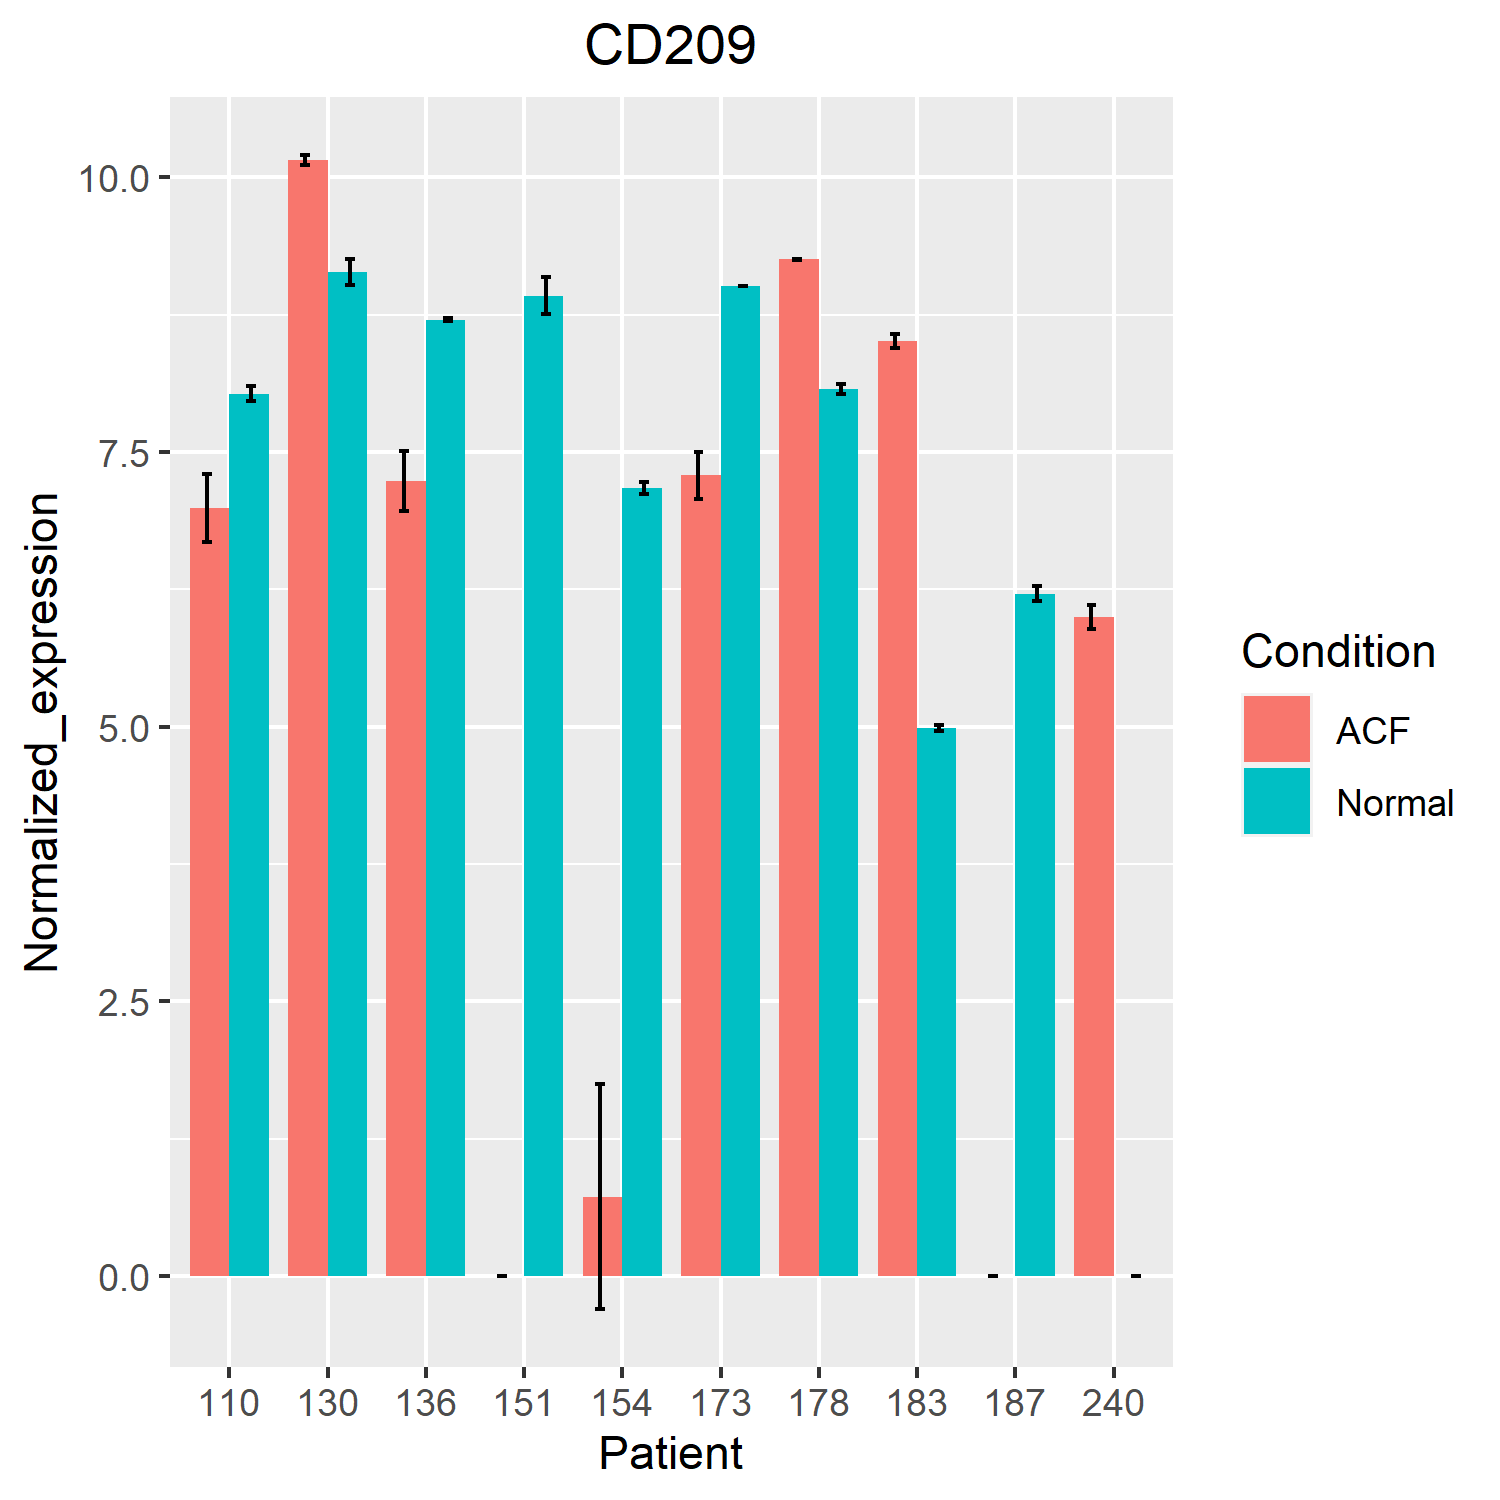 CD209
10.0
7.5
5.0
2.5
0.0
Normalized_expression
110 130 136 151 154 173 178 183 187 240
Patient
Condition
ACF
Normal